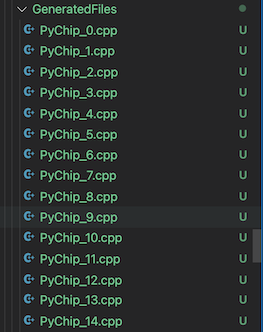 GeneratedFiles
PyChip_0.cpp U
PyChip_1.cpp U
PyChip_2.cpp U
PyChip_3.cpp U
PyChip_4.cpp U
PyChip_5.cpp U
PyChip_6.cpp U
PyChip_7.cpp U
PyChip_8.cpp U
PyChip_9.cpp U
PyChip_10.cpp U
PyChip_11.cpp U
PyChip_12.cpp U
PyChip_13.cpp U
PyChip_14.cpp U